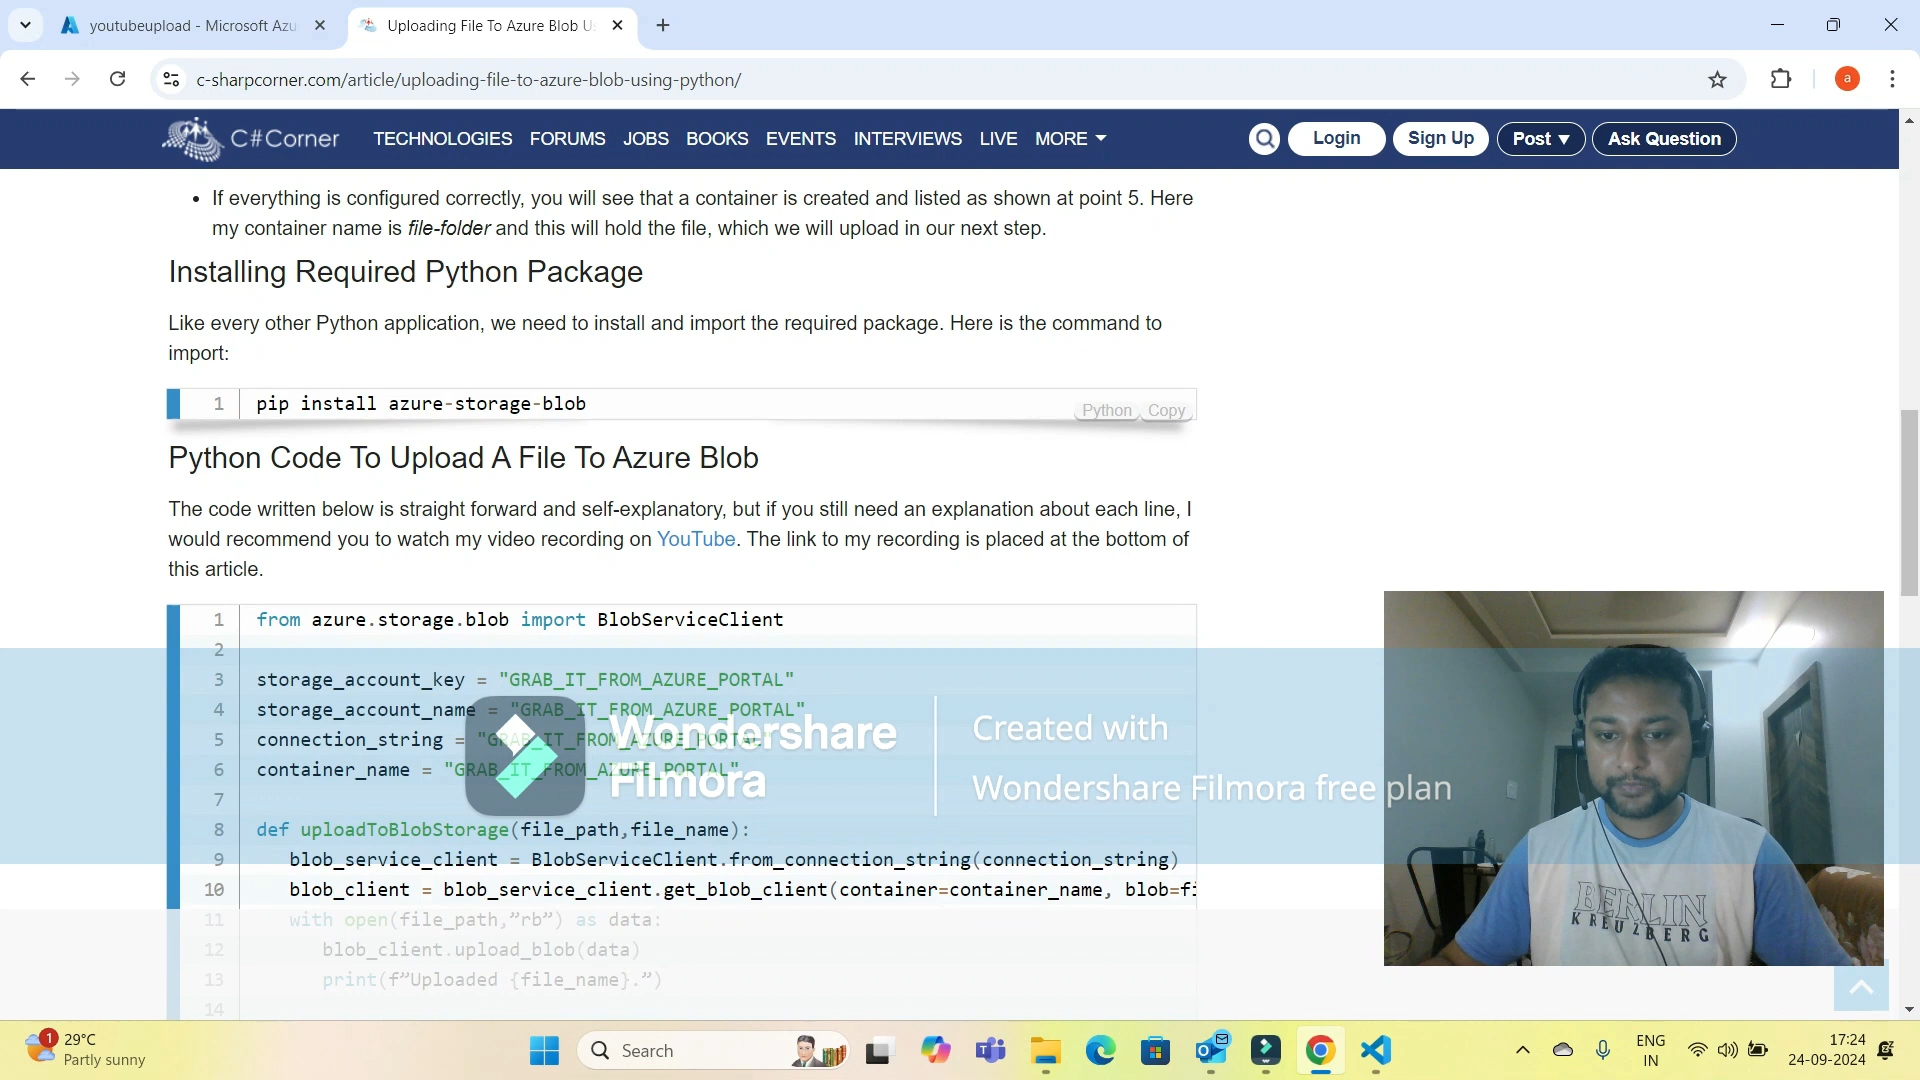 youtubeupload - Microsoft Azu
Uploading File To Azure Blob Us
c-sharpcorner.com/article/uploading-file-to-azure-blob-using-python/
a
C#Corner
TECHNOLOGIES FORUMS JOBS BOOKS EVENTS INTERVIEWS LIVE MORE
Login
Sign Up
Post ▼
Ask Question
• If everything is configured correctly, you will see that a container is created and listed as shown at point 5. Here
my container name is file-folder and this will hold the file, which we will upload in our next step.
Installing Required Python Package
Like every other Python application, we need to install and import the required package. Here is the command to
import:
1 pip install azure-storage-blob
Python Copy
Python Code To Upload A File To Azure Blob
The code written below is straight forward and self-explanatory, but if you still need an explanation about each line, I
would recommend you to watch my video recording on YouTube. The link to my recording is placed at the bottom of
this article.
1 from azure.storage.blob import BlobServiceClient
2
3 storage_account_key = "GRAB_IT_FROM_AZURE_PORTAL"
4 storage_account_name = "GRAB_IT_FROM_AZURE_PORTAL"
5 connection_string = "GRAB_IT_FROM_AZURE_PORTAL"
6 container_name = "GRAB_IT_FROM_AZURE_PORTAL"
7
8 def uploadToBlobStorage(file_path,file_name):
9 blob_service_client = BlobServiceClient.from_connection_string(connection_string)
10 blob_client = blob_service_client.get_blob_client(container=container_name, blob=fi
11 with open(file_path,”rb”) as data:
12 blob_client.upload_blob(data)
13 print(f”Uploaded {file_name}.”)
14
Wondershare
Filmora
Created with
Wondershare Filmora free plan
BERLIN
KREUZBERG
1
29°C
Partly sunny
Search
ENG
IN
17:24
24-09-2024